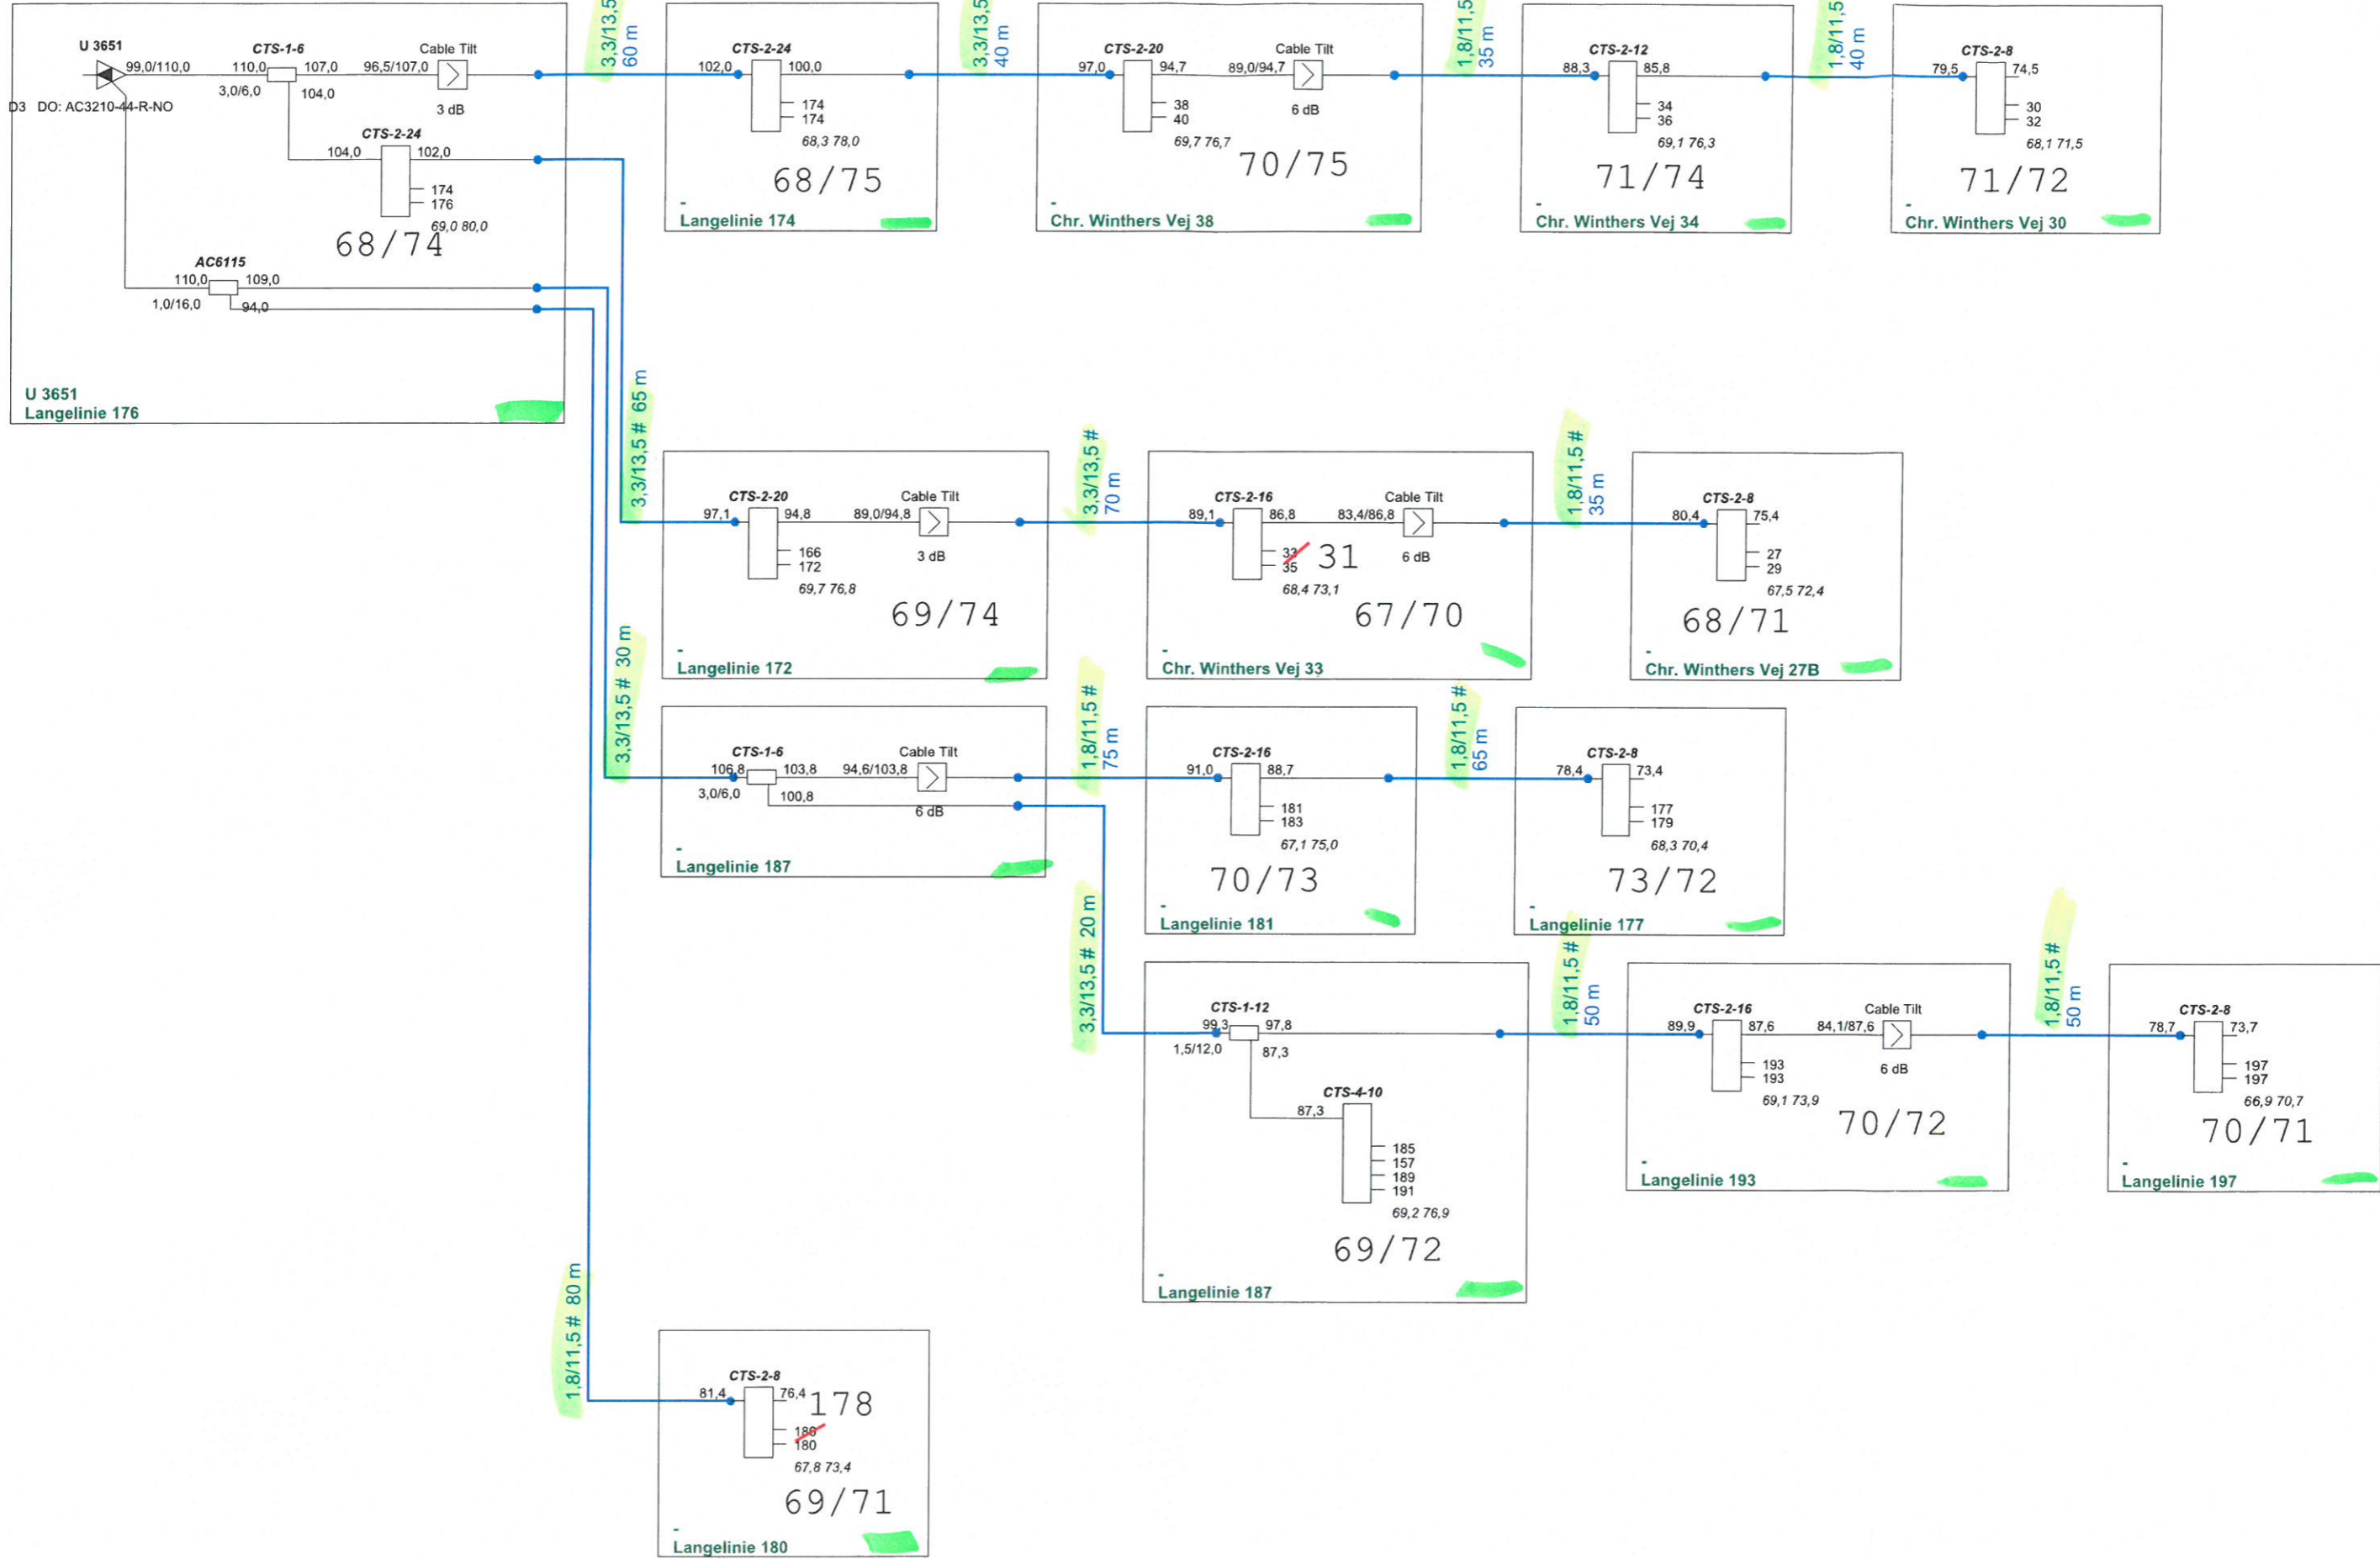 U 3651
99,0/110,0
D3 DO: AC3210-44-R-NO
CTS-1-6
110,0 107,0
3,0/6,0 104,0
Cable Tilt
96,5/107,0
3 dB
CTS-2-24
104,0 102,0
174
176
69,0 80,0
68/74
AC6115
110,0 109,0
1,0/16,0 94,0
U 3651
Langelinie 176
3,3/13,5
60 m
CTS-2-24
102,0 100,0
174
174
68,3 78,0
68/75
-
Langelinie 174
3,3/13,5
40 m
CTS-2-20
97,0 94,7
Cable Tilt
89,0/94,7
6 dB
38
40
69,7 76,7
70/75
-
Chr. Winthers Vej 38
1,8/11,5
35 m
CTS-2-12
88,3 85,8
34
36
69,1 76,3
71/74
-
Chr. Winthers Vej 34
1,8/11,5
40 m
CTS-2-8
79,5 74,5
30
32
68,1 71,5
71/72
-
Chr. Winthers Vej 30
3,3/13,5 # 65 m
CTS-2-20
97,1 94,8
Cable Tilt
89,0/94,8
3 dB
166
172
69,7 76,8
69/74
-
Langelinie 172
3,3/13,5 #
70 m
CTS-2-16
89,1 86,8
Cable Tilt
83,4/86,8
6 dB
33
35
31
68,4 73,1
67/70
-
Chr. Winthers Vej 33
1,8/11,5 #
35 m
CTS-2-8
80,4 75,4
27
29
67,5 72,4
68/71
-
Chr. Winthers Vej 27B
3,3/13,5 # 30 m
CTS-1-6
106,8 103,8
3,0/6,0 100,8
Cable Tilt
94,6/103,8
6 dB
-
Langelinie 187
1,8/11,5 #
75 m
CTS-2-16
91,0 88,7
181
183
67,1 75,0
70/73
-
Langelinie 181
1,8/11,5 #
65 m
CTS-2-8
78,4 73,4
177
179
68,3 70,4
73/72
-
Langelinie 177
3,3/13,5 # 20 m
CTS-1-12
99,3 97,8
1,5/12,0 87,3
CTS-4-10
87,3
185
157
189
191
69,2 76,9
69/72
-
Langelinie 187
1,8/11,5 #
50 m
CTS-2-16
89,9 87,6
Cable Tilt
84,1/87,6
6 dB
193
193
69,1 73,9
70/72
-
Langelinie 193
1,8/11,5 #
50 m
CTS-2-8
78,7 73,7
197
197
66,9 70,7
70/71
-
Langelinie 197
1,8/11,5 # 80 m
CTS-2-8
81,4 76,4
178
180
180
67,8 73,4
69/71
-
Langelinie 180